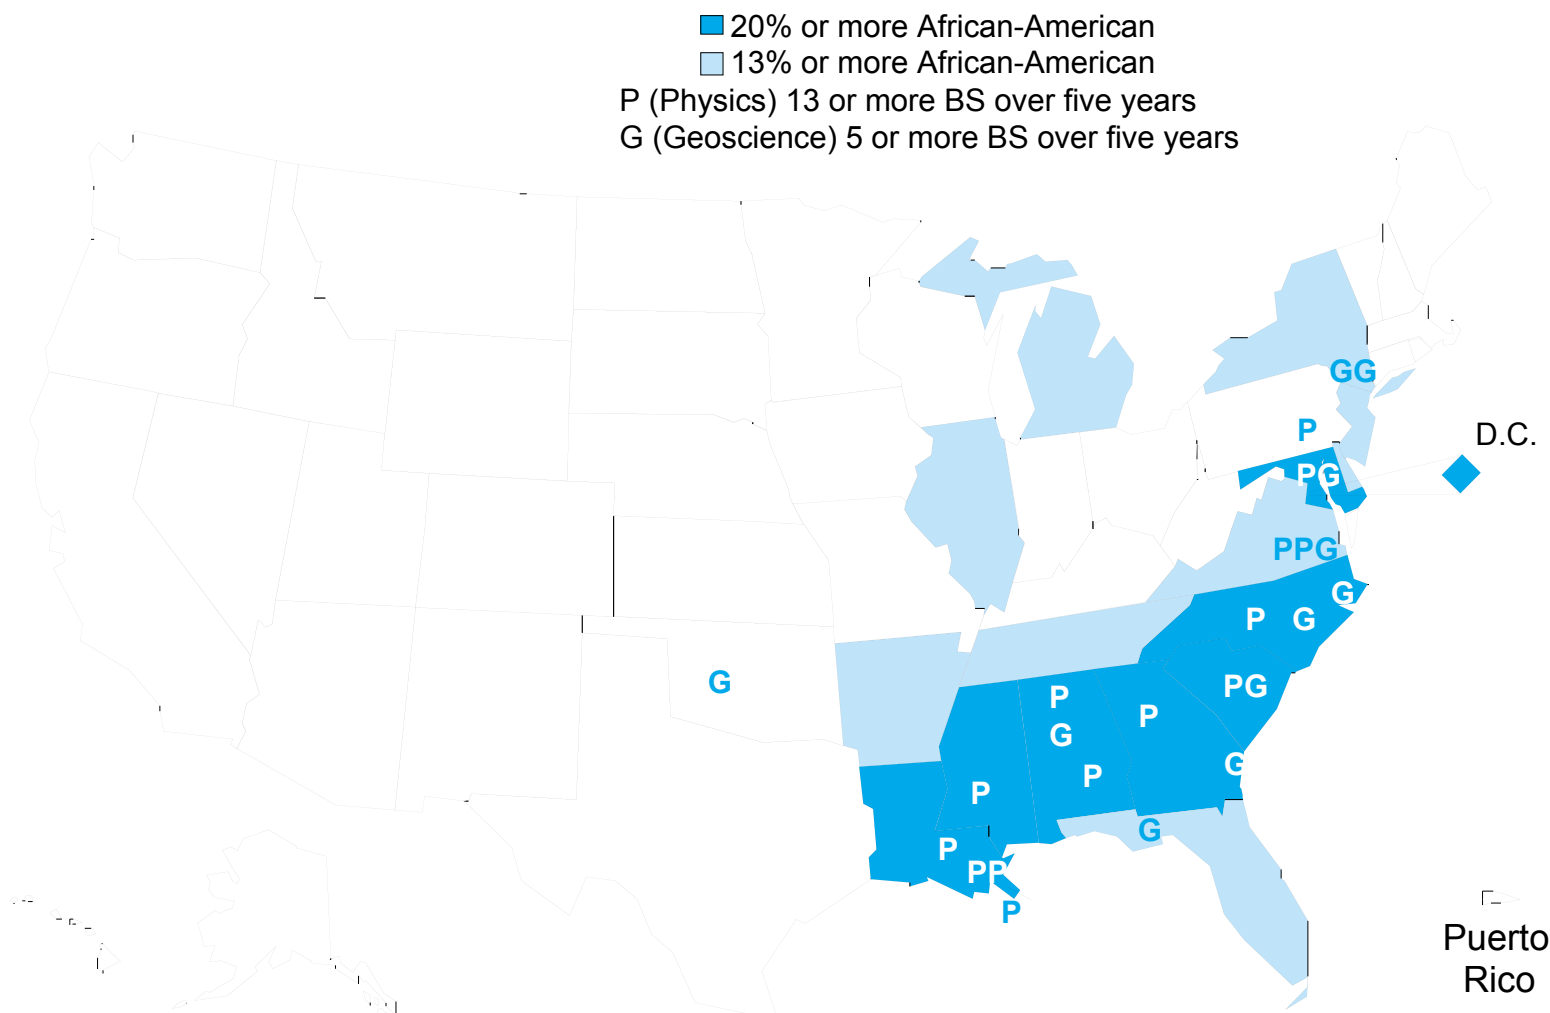 20% or more African-American
13% or more African-American
P (Physics) 13 or more BS over five years
G (Geoscience) 5 or more BS over five years
GG
P
D.C.
PG
PPG
G
P G
G
PG
P
P
G
G
P
P
G
P
PP
P
Puerto
Rico